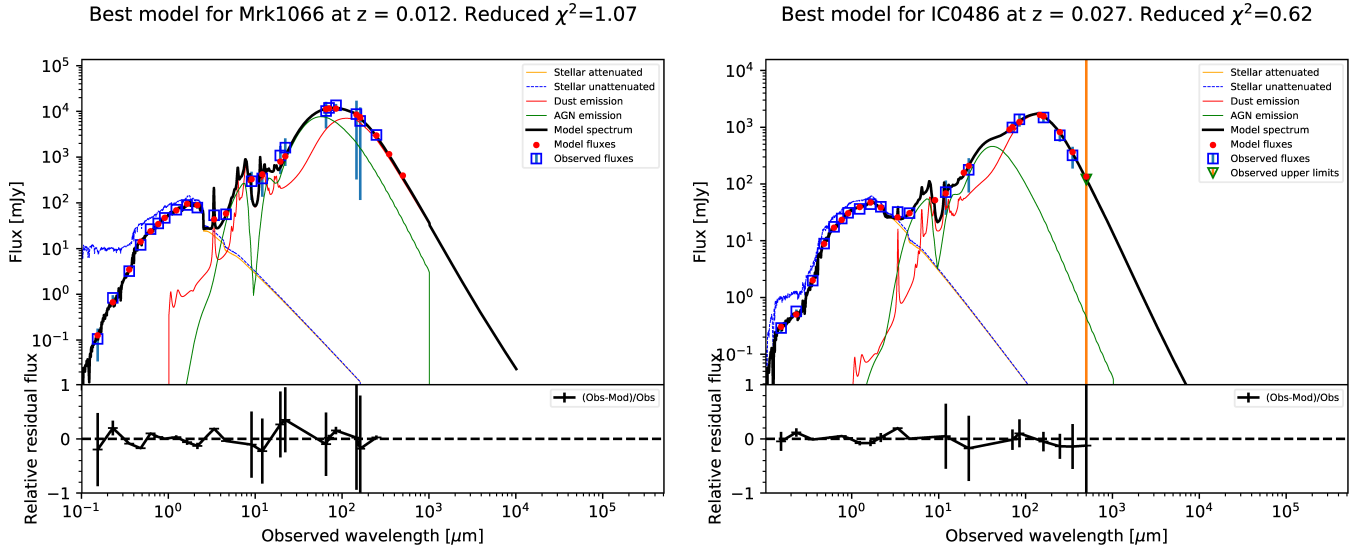 Best model for Mrk1066 at z = 0.012. Reduced χ²=1.07
10⁵
10⁴
10³
10²
10¹
10⁰
10⁻¹
Flux [mJy]
Stellar attenuated
Stellar unattenuated
Dust emission
AGN emission
Model spectrum
Model fluxes
Observed fluxes
1
0
−1
Relative residual flux
(Obs-Mod)/Obs
10⁻¹ 10⁰ 10¹ 10² 10³ 10⁴ 10⁵
Observed wavelength [μm]
Best model for IC0486 at z = 0.027. Reduced χ²=0.62
10⁴
10³
10²
10¹
10⁰
10⁻¹
Flux [mJy]
Stellar attenuated
Stellar unattenuated
Dust emission
AGN emission
Model spectrum
Model fluxes
Observed fluxes
Observed upper limits
1
0
−1
Relative residual flux
(Obs-Mod)/Obs
10⁰ 10¹ 10² 10³ 10⁴ 10⁵
Observed wavelength [μm]